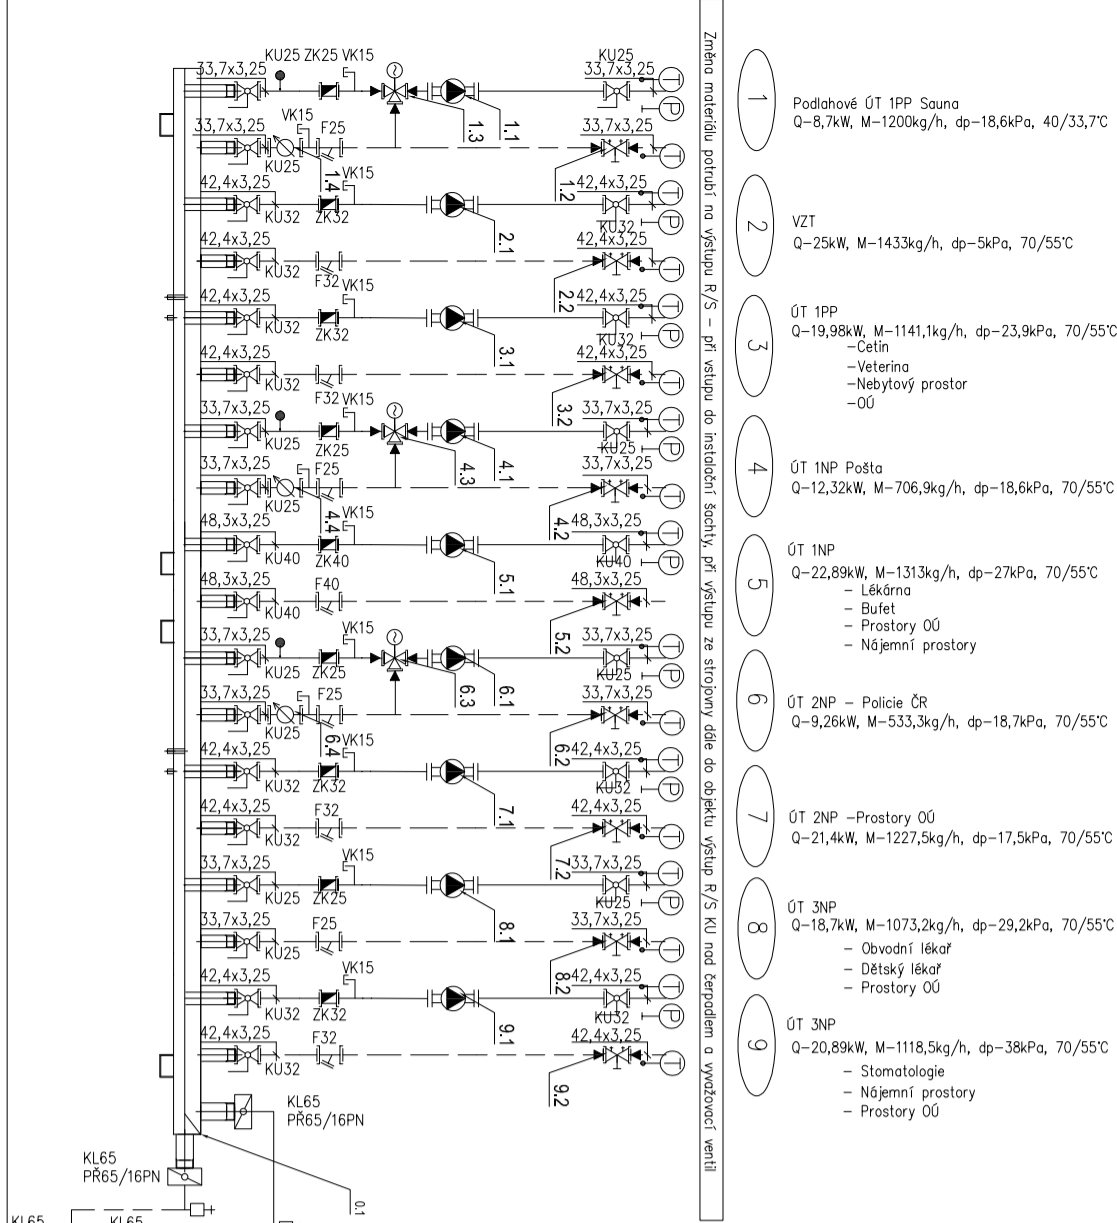 KU25 ZK25 VK15
KU25
33,7x3,25
33,7x3,25
T
P
1.3
1.1
VK15
F25
33,7x3,25
33,7x3,25
T
KU25
1.4
1.2
VK15
42,4x3,25
42,4x3,25
T
P
KU32
ZK32
KU32
2.1
42,4x3,25
42,4x3,25
T
KU32
F32
2.2
VK15
42,4x3,25
42,4x3,25
T
P
KU32
ZK32
KU32
3.1
42,4x3,25
42,4x3,25
T
KU32
F32
3.2
VK15
33,7x3,25
33,7x3,25
T
P
KU25
ZK25
KU25
4.3
4.1
33,7x3,25
F25
33,7x3,25
T
KU25
4.4
4.2
VK15
48,3x3,25
48,3x3,25
T
P
KU40
ZK40
KU40
5.1
48,3x3,25
F40
48,3x3,25
KU40
5.2
VK15
33,7x3,25
33,7x3,25
T
P
KU25
ZK25
KU25
6.3
6.1
33,7x3,25
F25
33,7x3,25
T
KU25
6.4
6.2
VK15
42,4x3,25
42,4x3,25
T
P
KU32
ZK32
KU32
7.1
42,4x3,25
F32
42,4x3,25
T
KU32
7.2
VK15
33,7x3,25
33,7x3,25
T
P
KU25
ZK25
KU25
8.1
33,7x3,25
F25
33,7x3,25
T
KU25
8.2
VK15
42,4x3,25
42,4x3,25
T
P
KU32
ZK32
KU32
9.1
42,4x3,25
F32
42,4x3,25
T
KU32
9.2
KL65
PŘ65/16PN
KL65
PŘ65/16PN
0.1
KL65
KL65
Změna materiálu potrubí na výstupu R/S – při vstupu do instalační šachty, při výstupu ze strojovny dále do objektu výstup R/S KU nad čerpadlem a vyvažovací ventil
1
Podlahové ÚT 1PP Sauna
Q-8,7kW, M-1200kg/h, dp-18,6kPa, 40/33,7°C
2
VZT
Q-25kW, M-1433kg/h, dp-5kPa, 70/55°C
3
ÚT 1PP
Q-19,98kW, M-1141,1kg/h, dp-23,9kPa, 70/55°C
-Cetin
-Veterina
-Nebytový prostor
-OÚ
4
ÚT 1NP Pošta
Q-12,32kW, M-706,9kg/h, dp-18,6kPa, 70/55°C
5
ÚT 1NP
Q-22,89kW, M-1313kg/h, dp-27kPa, 70/55°C
- Lékárna
- Bufet
- Prostory OÚ
- Nájemní prostory
6
ÚT 2NP - Policie ČR
Q-9,26kW, M-533,3kg/h, dp-18,7kPa, 70/55°C
7
ÚT 2NP -Prostory OÚ
Q-21,4kW, M-1227,5kg/h, dp-17,5kPa, 70/55°C
8
ÚT 3NP
Q-18,7kW, M-1073,2kg/h, dp-29,2kPa, 70/55°C
- Obvodní lékař
- Dětský lékař
- Prostory OÚ
9
ÚT 3NP
Q-20,89kW, M-1118,5kg/h, dp-38kPa, 70/55°C
- Stomatologie
- Nájemní prostory
- Prostory OÚ